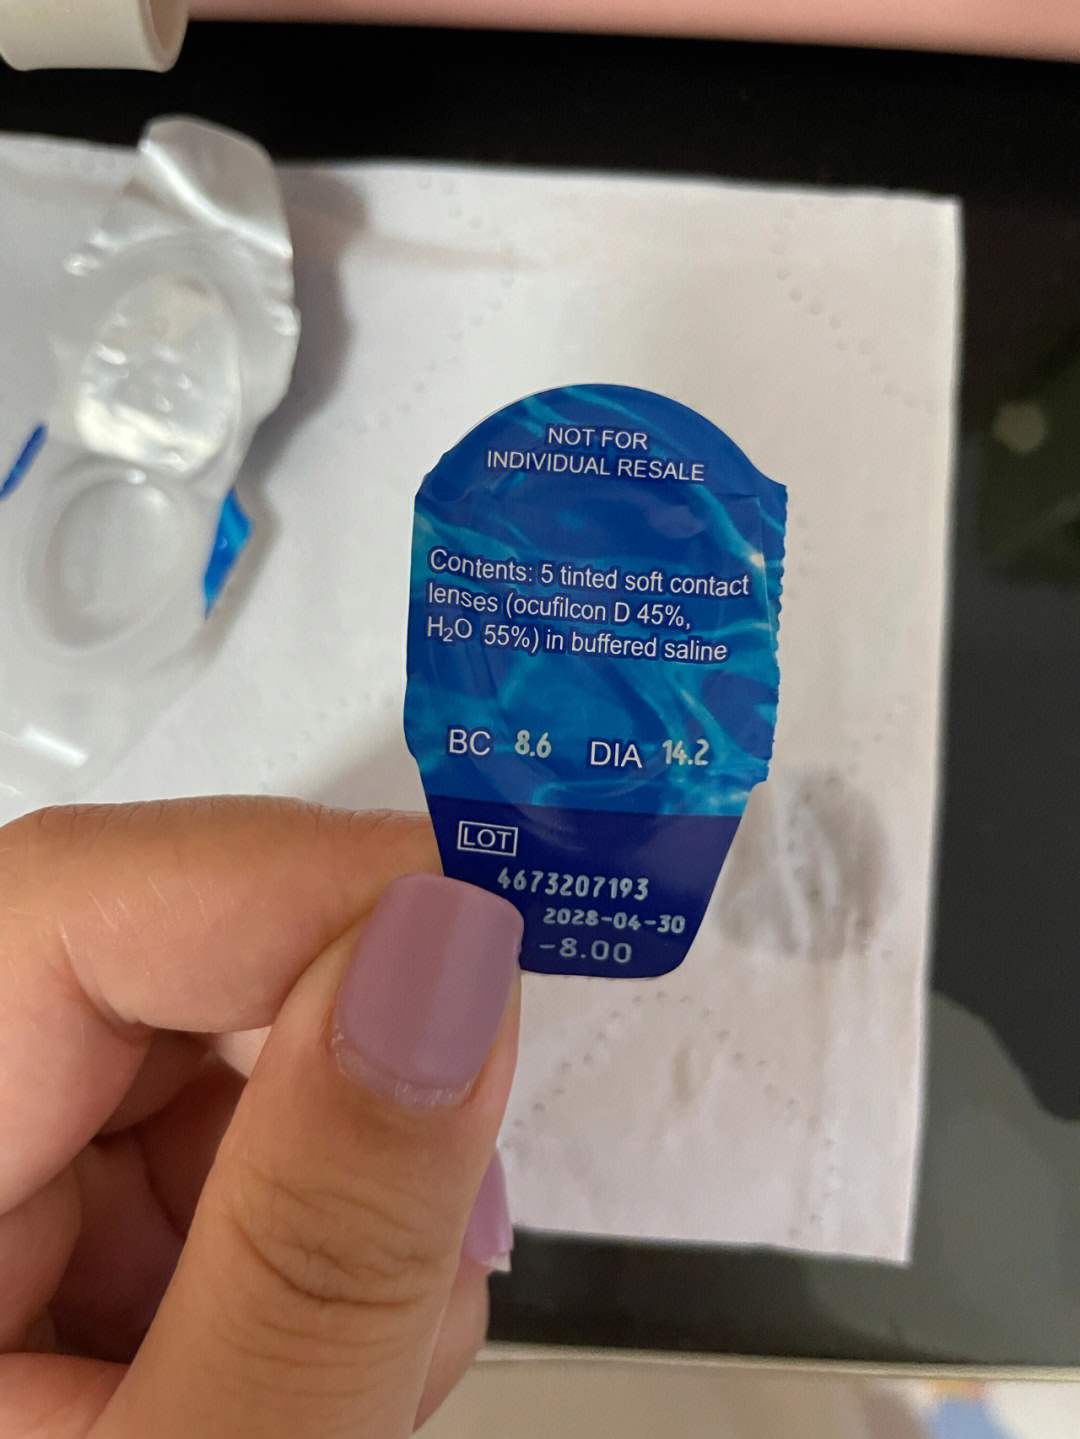 NOT FOR
INDIVIDUAL RESALE
Contents: 5 tinted soft contact
lenses (ocufilcon D 45%,
H₂O 55%) in buffered saline
BC 8.6 DIA 14.2
LOT
4673207193
2028-04-30
-8.00